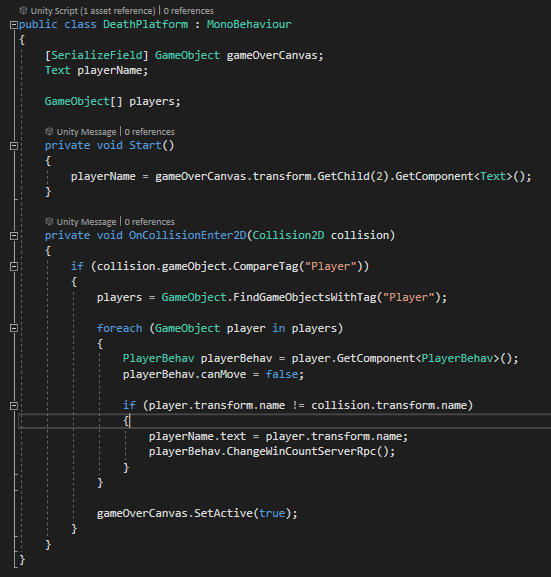 Unity Script (1 asset reference) | 0 references
public class DeathPlatform : MonoBehaviour
{
    [SerializeField] GameObject gameOverCanvas;
    Text playerName;

    GameObject[] players;

    Unity Message | 0 references
    private void Start()
    {
        playerName = gameOverCanvas.transform.GetChild(2).GetComponent<Text>();
    }

    Unity Message | 0 references
    private void OnCollisionEnter2D(Collision2D collision)
    {
        if (collision.gameObject.CompareTag("Player"))
        {
            players = GameObject.FindGameObjectsWithTag("Player");

            foreach (GameObject player in players)
            {
                PlayerBehav playerBehav = player.GetComponent<PlayerBehav>();
                playerBehav.canMove = false;

                if (player.transform.name != collision.transform.name)
                {
                    playerName.text = player.transform.name;
                    playerBehav.ChangeWinCountServerRpc();
                }
            }

            gameOverCanvas.SetActive(true);
        }
    }
}